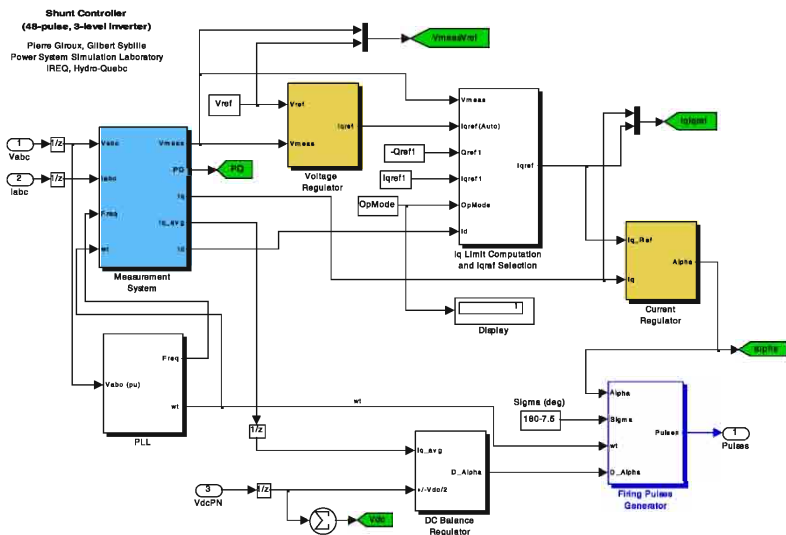 Shunt Controller
(48-pulse, 3-level Inverter)
Pierre Giroux, Gilbert Sybille
Power System Simulation Laboratory
IREQ, Hydro-Quebc
VmeasVref
Vref
Vref
Vmeas
Iqref
Voltage
Regulator
Vmeas
Iqref(Auto)
Qref1
Iqref1
OpMode
Id
Iqref
Iq Limit Computation
and Iqref Selection
-Qref1
Iqref1
OpMode
IqIqref
1
Vabc
1/z
2
Iabc
1/z
Vabc
Iabc
Freq
wt
Vmeas
PQ
Iq
Iq_avg
Id
Measurement
System
PQ
Iq_Ref
Iq
Alpha
Current
Regulator
1
Display
alpha
Vabc (pu)
Freq
wt
PLL
wt
1/z
Sigma (deg)
180-7.5
Alpha
Sigma
wt
D_Alpha
Pulses
Firing Pulses
Generator
1
Pulses
Iq_avg
+/-Vdc/2
D_Alpha
DC Balance
Regulator
3
VdcPN
1/z
Σ
Vdc